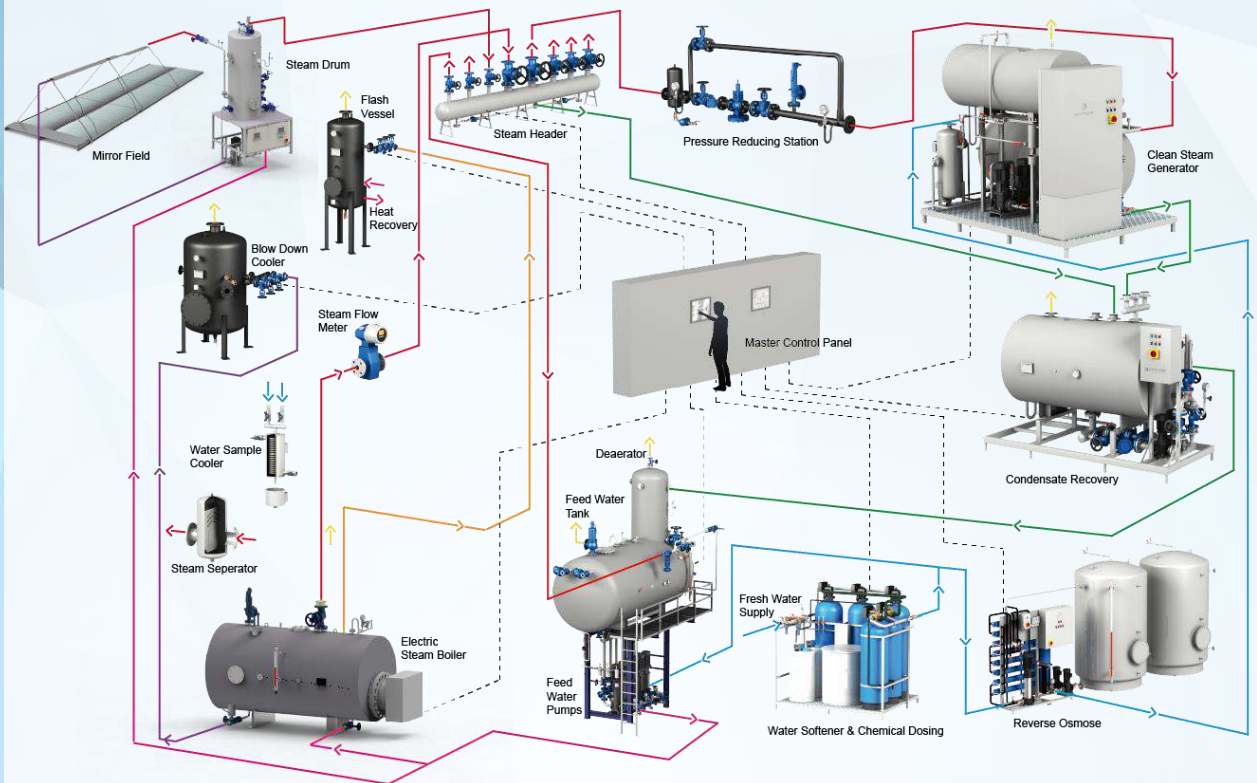 Steam Drum
Mirror Field
Flash
Vessel
Steam Header
Pressure Reducing Station
Clean Steam
Generator
Heat
Recovery
Blow Down
Cooler
Steam Flow
Meter
Master Control Panel
Water Sample
Cooler
Deaerator
Feed Water
Tank
Condensate Recovery
Steam Seperator
Fresh Water
Supply
Electric
Steam Boiler
Feed
Water
Pumps
Water Softener & Chemical Dosing
Reverse Osmose